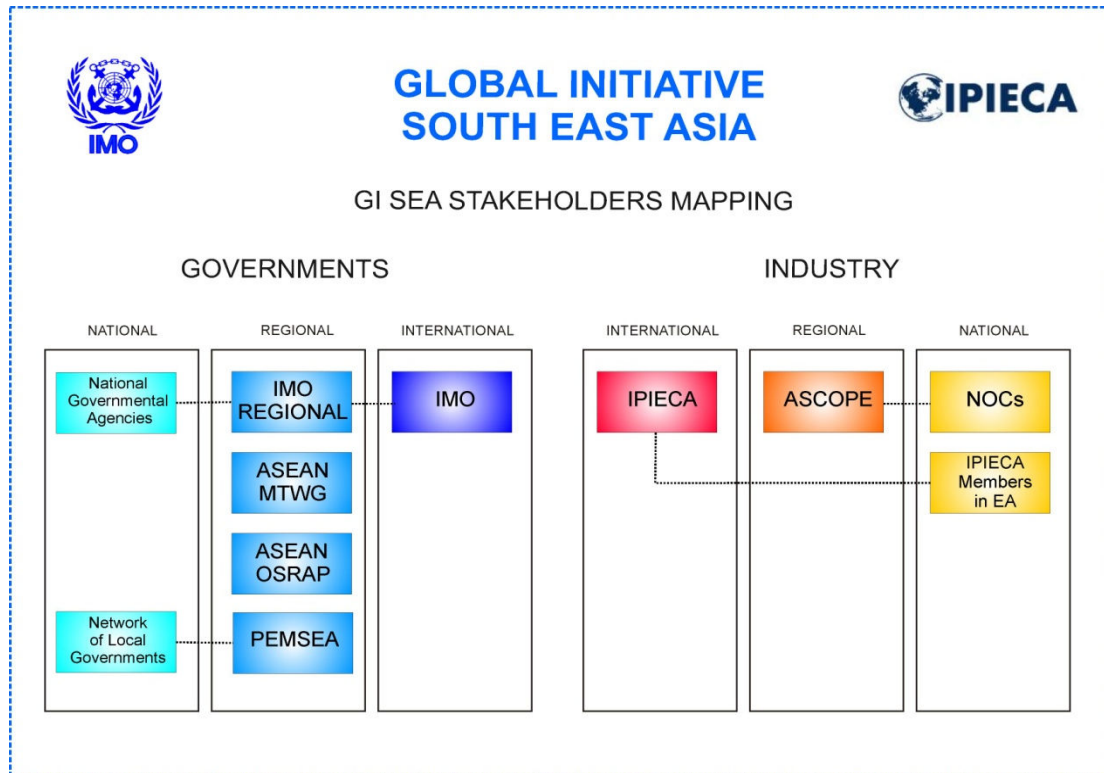 IMO
GLOBAL INITIATIVE
SOUTH EAST ASIA
IPIECA
GI SEA STAKEHOLDERS MAPPING
GOVERNMENTS
INDUSTRY
NATIONAL
REGIONAL
INTERNATIONAL
INTERNATIONAL
REGIONAL
NATIONAL
National
Governmental
Agencies
IMO
REGIONAL
IMO
IPIECA
ASCOPE
NOCs
ASEAN
MTWG
IPIECA
Members
in EA
ASEAN
OSRAP
Network
of Local
Governments
PEMSEA